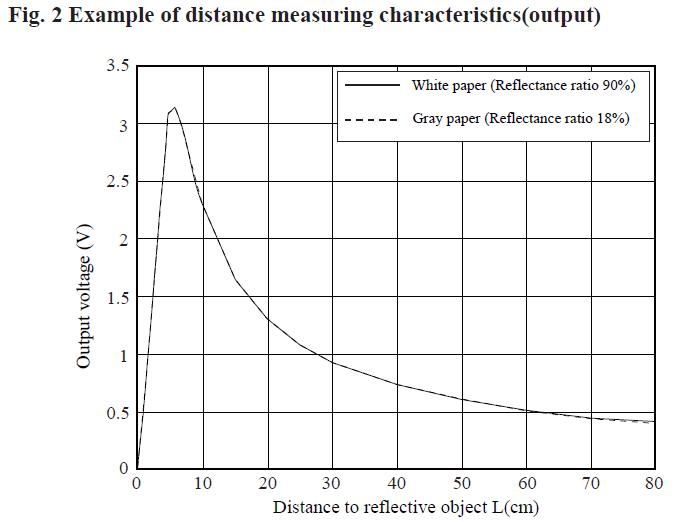 Fig. 2 Example of distance measuring characteristics(output)
3.5
3
2.5
2
1.5
1
0.5
0
Output voltage (V)
White paper (Reflectance ratio 90%)
Gray paper (Reflectance ratio 18%)
0 10 20 30 40 50 60 70 80
Distance to reflective object L(cm)